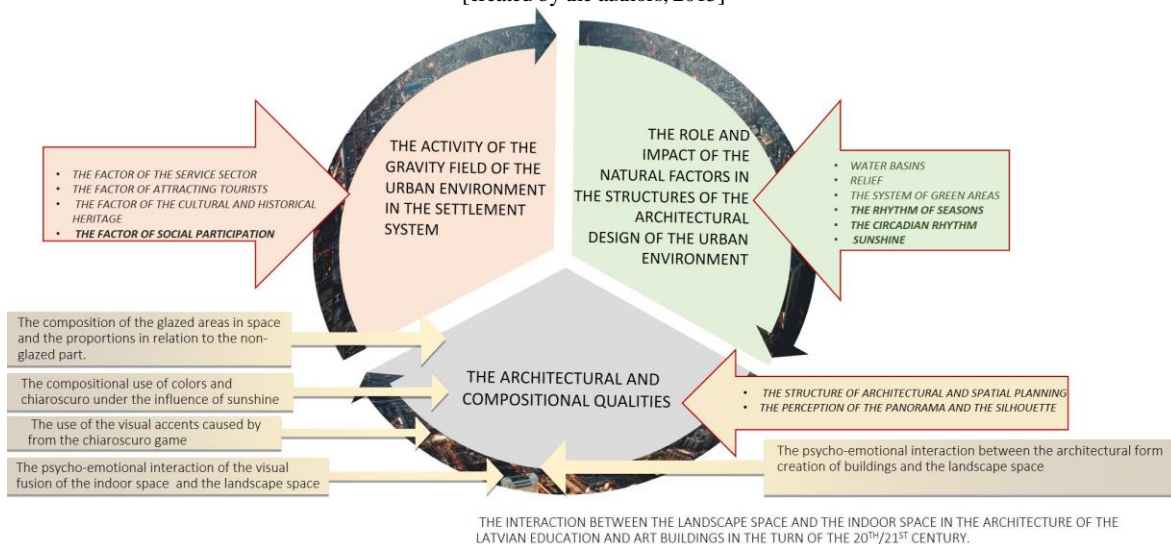 [created by the authors, 2015]
THE ACTIVITY OF THE
GRAVITY FIELD OF THE
URBAN ENVIRONMENT
IN THE SETTLEMENT
SYSTEM
THE ROLE AND
IMPACT OF THE
NATURAL FACTORS IN
THE STRUCTURES OF THE
ARCHITECTURAL
DESIGN OF THE URBAN
ENVIRONMENT
• THE FACTOR OF THE SERVICE SECTOR
• THE FACTOR OF ATTRACTING TOURISTS
• THE FACTOR OF THE CULTURAL AND HISTORICAL
HERITAGE
• THE FACTOR OF SOCIAL PARTICIPATION
• WATER BASINS
• RELIEF
• THE SYSTEM OF GREEN AREAS
• THE RHYTHM OF SEASONS
• THE CIRCADIAN RHYTHM
• SUNSHINE
The composition of the glazed areas in space
and the proportions in relation to the non-
glazed part.
The compositional use of colors and
chiaroscuro under the influence of sunshine
The use of the visual accents caused by
from the chiaroscuro game
The psycho-emotional interaction of the visual
fusion of the indoor space and the landscape space
THE ARCHITECTURAL AND
COMPOSITIONAL QUALITIES
• THE STRUCTURE OF ARCHITECTURAL AND SPATIAL PLANNING
• THE PERCEPTION OF THE PANORAMA AND THE SILHOUETTE
The psycho-emotional interaction between the architectural form
creation of buildings and the landscape space
THE INTERACTION BETWEEN THE LANDSCAPE SPACE AND THE INDOOR SPACE IN THE ARCHITECTURE OF THE
LATVIAN EDUCATION AND ART BUILDINGS IN THE TURN OF THE 20TH/21ST CENTURY.